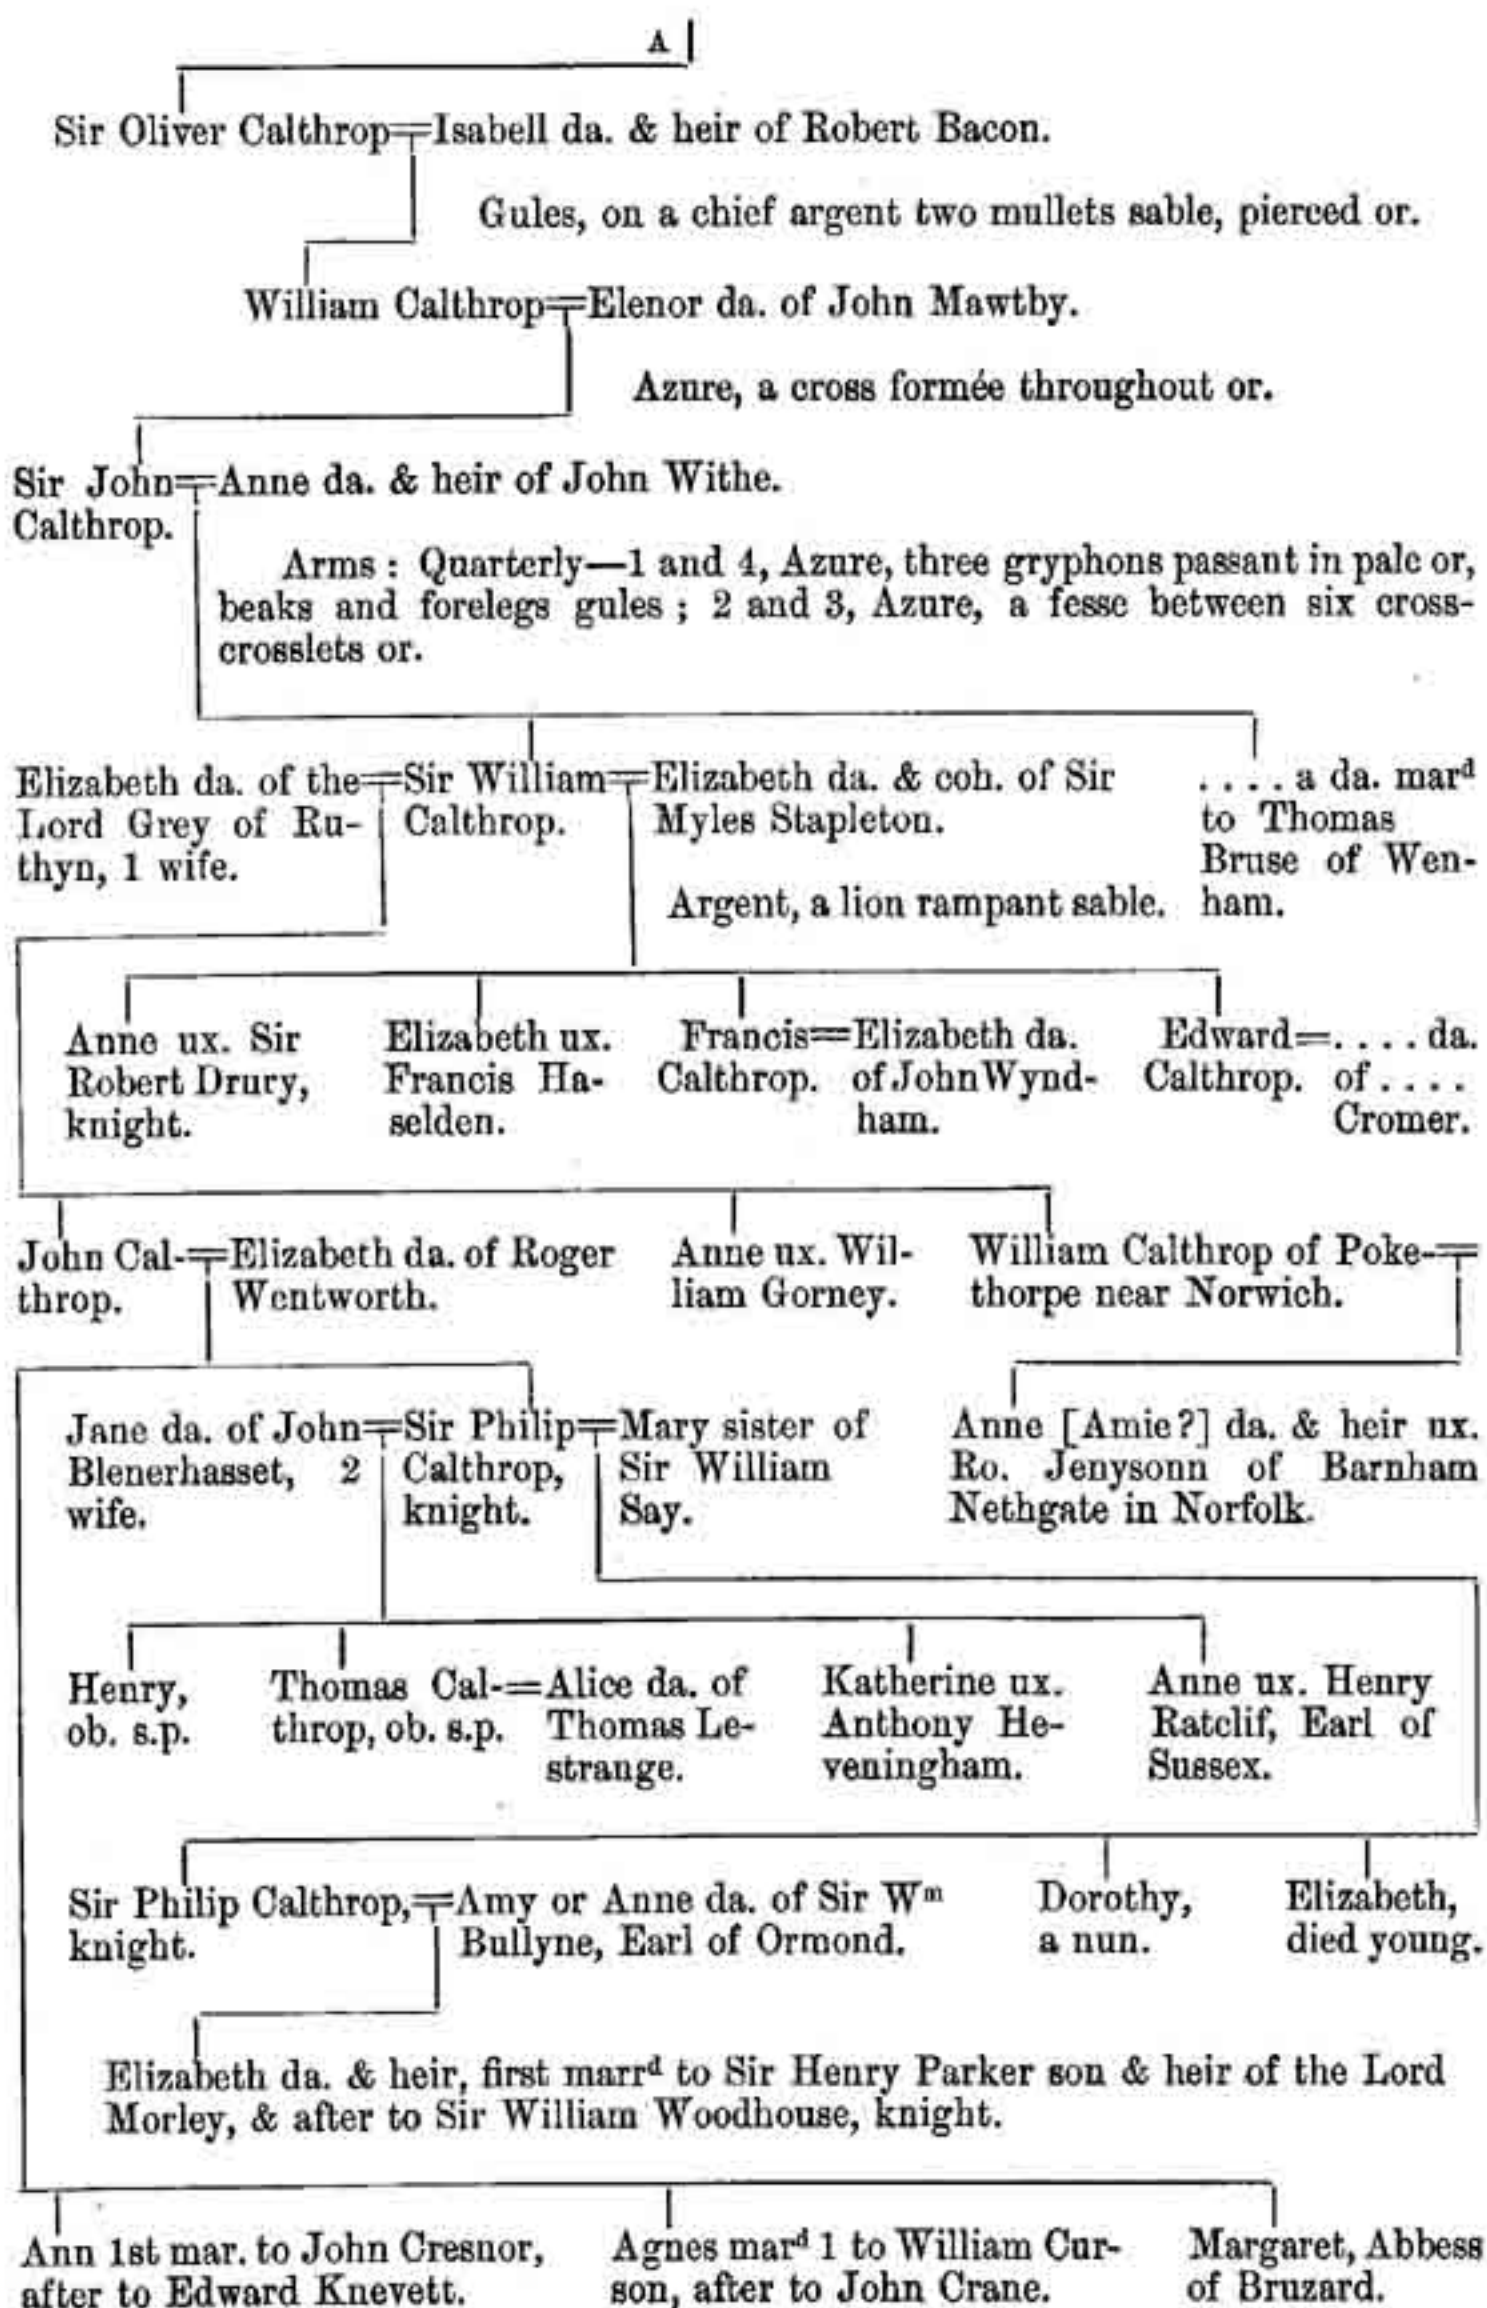 A
Sir Oliver Calthrop=Isabell da. & heir of Robert Bacon.
Gules, on a chief argent two mullets sable, pierced or.
William Calthrop=Elenor da. of John Mawtby.
Azure, a cross formée throughout or.
Sir John=Anne da. & heir of John Withe.
Calthrop.
Arms : Quarterly—1 and 4, Azure, three gryphons passant in pale or,
beaks and forelegs gules ; 2 and 3, Azure, a fesse between six cross-
crosslets or.
Elizabeth da. of the=Sir William=Elizabeth da. & coh. of Sir
Lord Grey of Ru-
thyn, 1 wife.
Calthrop.
Myles Stapleton.
Argent, a lion rampant sable.
. . . . a da. marᵈ
to Thomas
Bruse of Wen-
ham.
Anne ux. Sir
Robert Drury,
knight.
Elizabeth ux.
Francis Ha-
selden.
Francis=Elizabeth da.
Calthrop. of John Wynd-
ham.
Edward=. . . . da.
Calthrop. of . . . .
Cromer.
John Cal-=Elizabeth da. of Roger
throp. Wentworth.
Anne ux. Wil-
liam Gorney.
William Calthrop of Poke-=
thorpe near Norwich.
Jane da. of John=Sir Philip=Mary sister of
Blenerhasset, 2
wife.
Calthrop,
knight.
Sir William
Say.
Anne [Amie?] da. & heir ux.
Ro. Jenysonn of Barnham
Nethgate in Norfolk.
Henry,
ob. s.p.
Thomas Cal-=Alice da. of
throp, ob. s.p. Thomas Le-
strange.
Katherine ux.
Anthony He-
veningham.
Anne ux. Henry
Ratclif, Earl of
Sussex.
Sir Philip Calthrop,=Amy or Anne da. of Sir Wᵐ
knight. Bullyne, Earl of Ormond.
Dorothy,
a nun.
Elizabeth,
died young.
Elizabeth da. & heir, first marrᵈ to Sir Henry Parker son & heir of the Lord
Morley, & after to Sir William Woodhouse, knight.
Ann 1st mar. to John Cresnor,
after to Edward Knevett.
Agnes marᵈ 1 to William Cur-
son, after to John Crane.
Margaret, Abbess
of Bruzard.